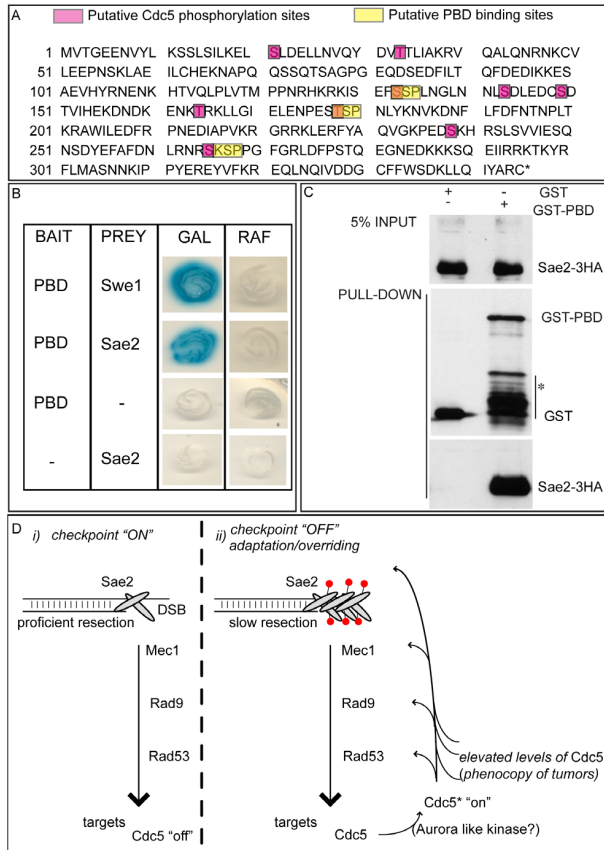 A
Putative Cdc5 phosphorylation sites
Putative PBD binding sites
1 MVTGEENVYL KSSLSILKEL SLDELLNVQY DVTTLIAKRV QALQNRNKCV
51 LEEPNSKLAE ILCHEKNAPQ QSSQTSAGPG EQDSEDFILT QFDEDIKKES
101 AEVHYRNENK HTVQLPLVTM PPNRHKRKIS EFSSPLNGLN NLSDLEDCSD
151 TVIHEKDNDK ENKTRKLLGI ELENPESTSP NLYKNVKDNF LFDFNTNPLT
201 KRAWILEDFR PNEDIAPVKR GRRKLERFYA QVGKPEDSKH RSLSVVIESQ
251 NSDYEFAFDN LRNRSKSPPG FGRLDFPSTQ EGNEDKKKSQ EIIRRKTKYR
301 FLMASNNKIP PYEREYVFKR EQLNQIVDDG CFFWSDKLLQ IYARC*
B
BAIT PREY GAL RAF
PBD Swe1
PBD Sae2
PBD -
- Sae2
C
+ - GST
- + GST-PBD
5% INPUT
Sae2-3HA
PULL-DOWN
GST-PBD
*
GST
Sae2-3HA
D
i) checkpoint "ON"
Sae2
DSB
proficient resection
Mec1
Rad9
Rad53
targets
Cdc5 "off"
ii) checkpoint "OFF"
adaptation/overriding
Sae2
slow resection
Mec1
Rad9
Rad53
targets
Cdc5
elevated levels of Cdc5
(phenocopy of tumors)
Cdc5* "on"
(Aurora like kinase?)